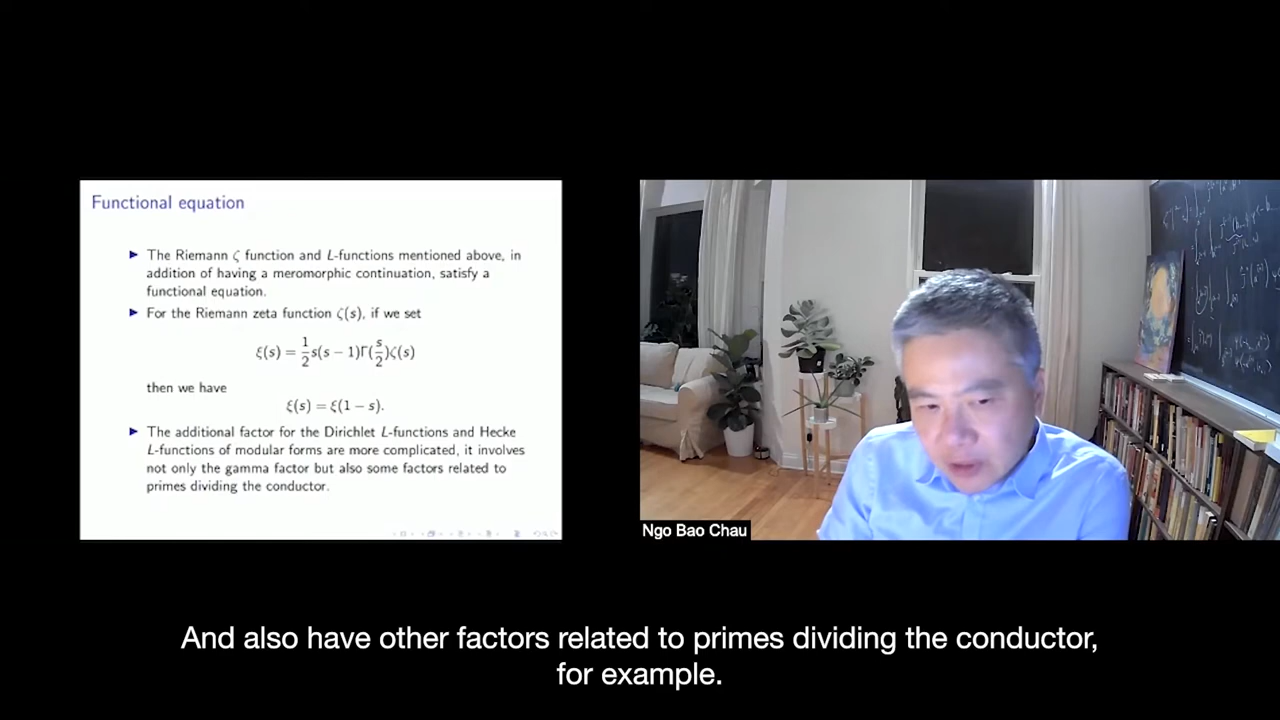 Functional equation
▶ The Riemann ζ function and L-functions mentioned above, in
addition of having a meromorphic continuation, satisfy a
functional equation.
▶ For the Riemann zeta function ζ(s), if we set
ξ(s) = 1/2 s(s − 1)Γ(s/2)ζ(s)
then we have
ξ(s) = ξ(1 − s).
▶ The additional factor for the Dirichlet L-functions and Hecke
L-functions of modular forms are more complicated, it involves
not only the gamma factor but also some factors related to
primes dividing the conductor.
Ngo Bao Chau
And also have other factors related to primes dividing the conductor,
for example.